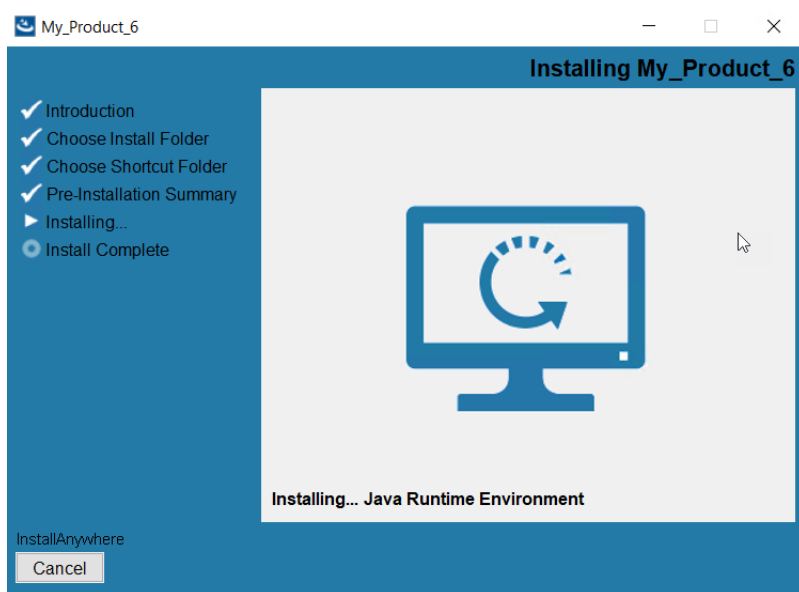 My_Product_6
Installing My_Product_6
Introduction
Choose Install Folder
Choose Shortcut Folder
Pre-Installation Summary
Installing...
Install Complete
Installing... Java Runtime Environment
InstallAnywhere
Cancel